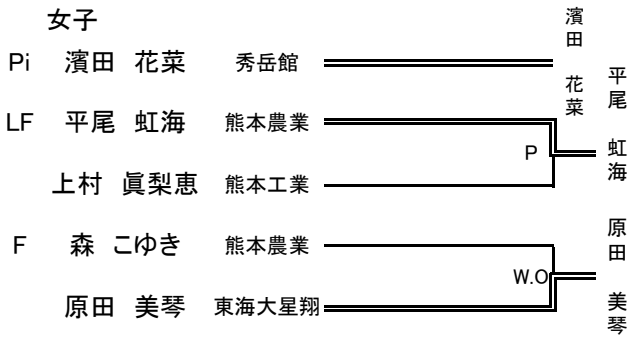 女子
Pi 濱田 花菜 秀岳館
濱田 花菜
LF 平尾 虹海 熊本農業
P
平尾 虹海
上村 眞梨恵 熊本工業
F 森 こゆき 熊本農業
W.O
原田 美琴
原田 美琴 東海大星翔